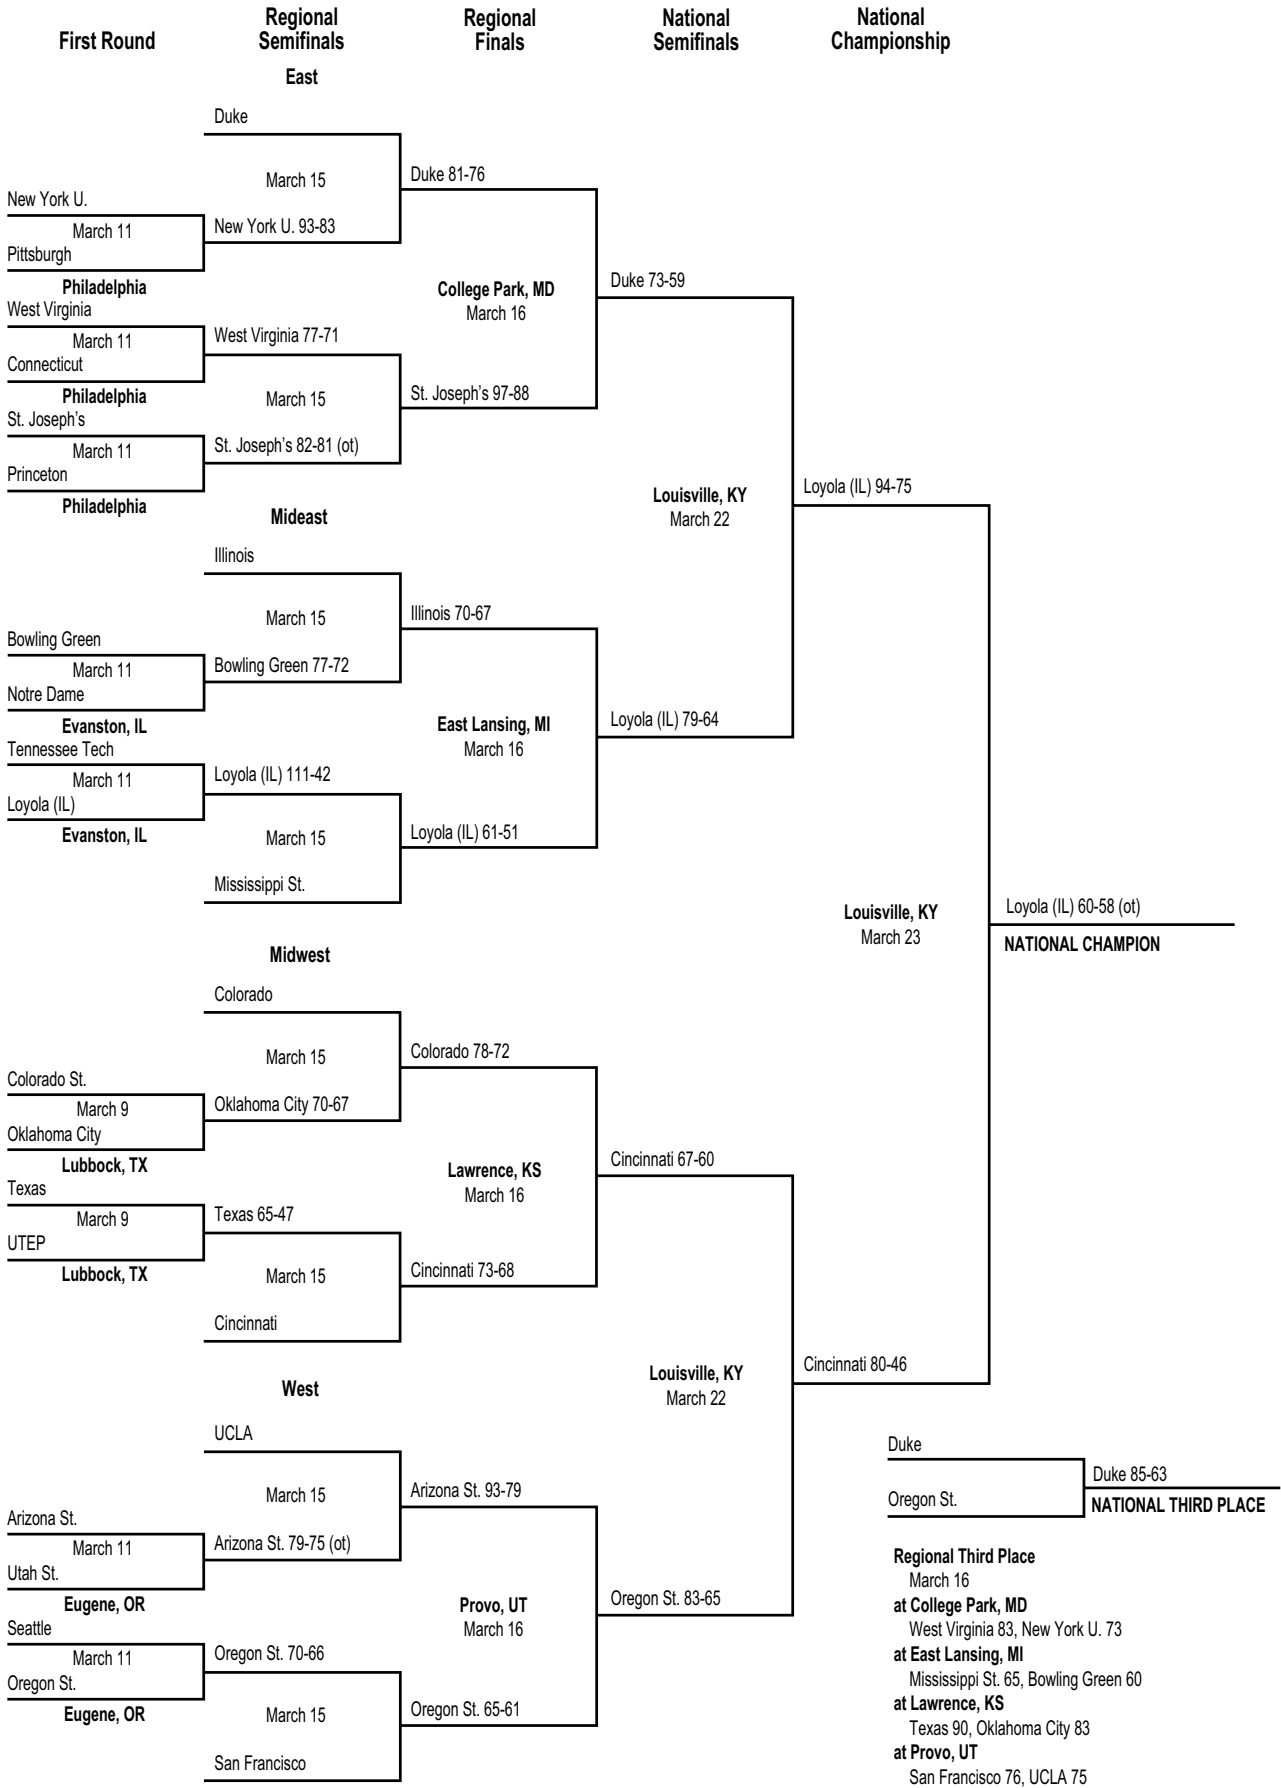 First Round
Regional
Semifinals
Regional
Finals
National
Semifinals
National
Championship
East
Duke
March 15
Duke 81-76
New York U.
March 11
New York U. 93-83
Pittsburgh
Philadelphia
College Park, MD
March 16
Duke 73-59
West Virginia
March 11
West Virginia 77-71
Connecticut
Philadelphia
March 15
St. Joseph’s 97-88
St. Joseph’s
March 11
St. Joseph’s 82-81 (ot)
Princeton
Philadelphia
Louisville, KY
March 22
Loyola (IL) 94-75
Mideast
Illinois
March 15
Illinois 70-67
Bowling Green
March 11
Bowling Green 77-72
Notre Dame
Evanston, IL
East Lansing, MI
March 16
Loyola (IL) 79-64
Tennessee Tech
March 11
Loyola (IL) 111-42
Loyola (IL)
Evanston, IL
March 15
Loyola (IL) 61-51
Mississippi St.
Louisville, KY
March 23
Loyola (IL) 60-58 (ot)
NATIONAL CHAMPION
Midwest
Colorado
March 15
Colorado 78-72
Colorado St.
March 9
Oklahoma City 70-67
Oklahoma City
Lubbock, TX
Lawrence, KS
March 16
Cincinnati 67-60
Texas
March 9
Texas 65-47
UTEP
Lubbock, TX
March 15
Cincinnati 73-68
Cincinnati
Louisville, KY
March 22
Cincinnati 80-46
West
UCLA
March 15
Arizona St. 93-79
Arizona St.
March 11
Arizona St. 79-75 (ot)
Utah St.
Eugene, OR
Provo, UT
March 16
Oregon St. 83-65
Seattle
March 11
Oregon St. 70-66
Oregon St.
Eugene, OR
March 15
Oregon St. 65-61
San Francisco
Duke
Duke 85-63
Oregon St.
NATIONAL THIRD PLACE
Regional Third Place
March 16
at College Park, MD
West Virginia 83, New York U. 73
at East Lansing, MI
Mississippi St. 65, Bowling Green 60
at Lawrence, KS
Texas 90, Oklahoma City 83
at Provo, UT
San Francisco 76, UCLA 75